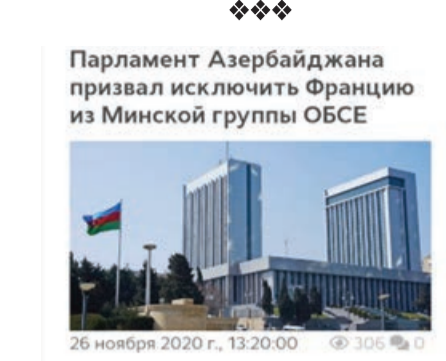 Парламент Азербайджана
призвал исключить Францию
из Минской группы ОБСЕ
26 ноября 2020 г., 13:20:00 306 0